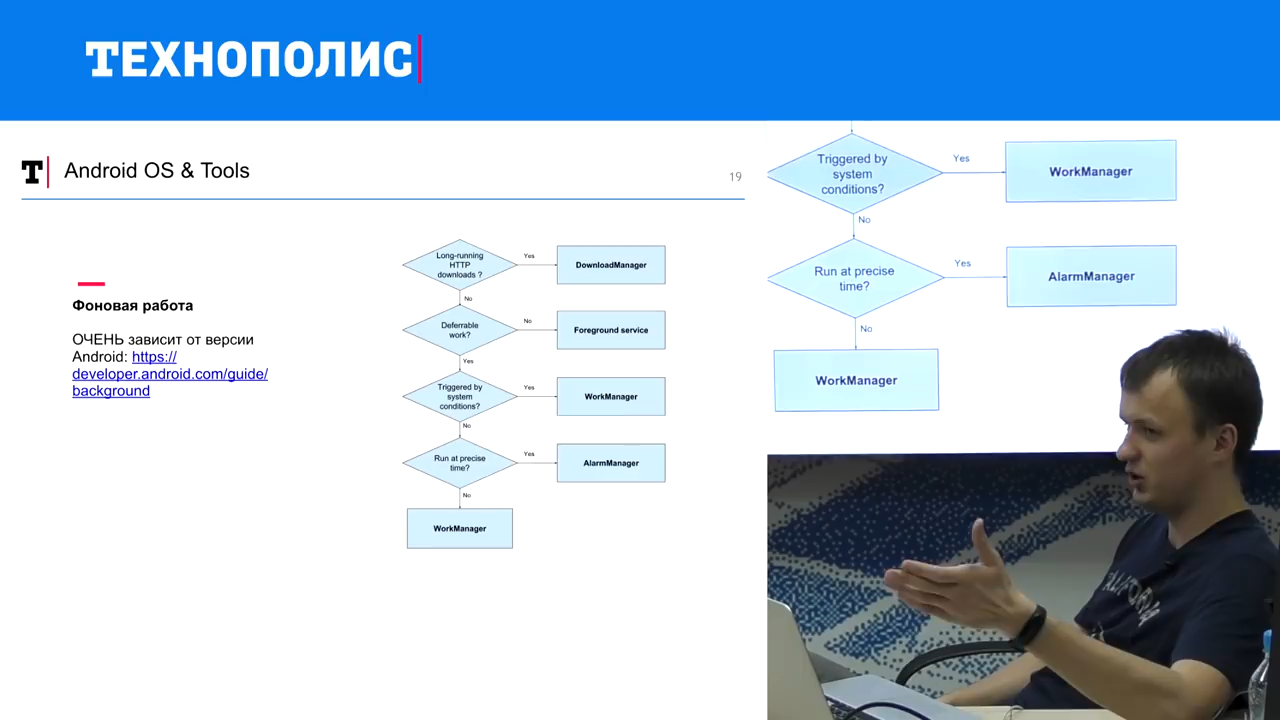 ТЕХНОПОЛИС
T
Android OS & Tools
19
Фоновая работа
ОЧЕНЬ зависит от версии
Android: https://
developer.android.com/guide/
background
Long-running
HTTP
downloads ?
Yes
DownloadManager
No
Deferrable
work?
No
Foreground service
Yes
Triggered by
system
conditions?
Yes
WorkManager
No
Run at precise
time?
Yes
AlarmManager
No
WorkManager
Triggered by
system
conditions?
Yes
WorkManager
No
Run at precise
time?
Yes
AlarmManager
No
WorkManager